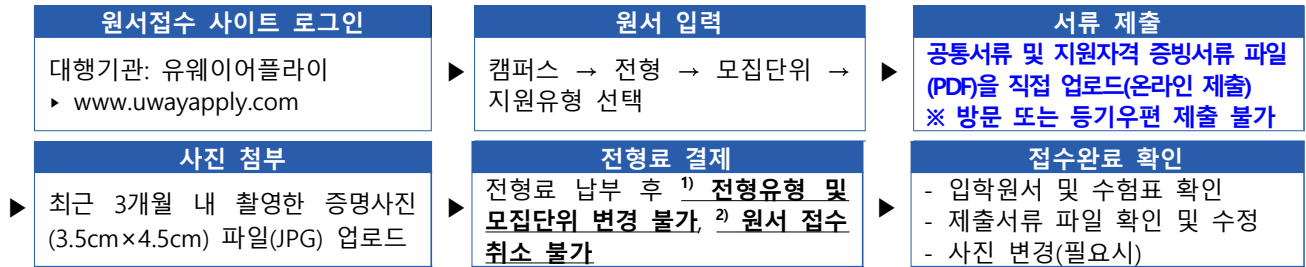 원서접수 사이트 로그인
대행기관: 유웨이어플라이
▸ www.uwayapply.com
▶
원서 입력
캠퍼스 → 전형 → 모집단위 →
지원유형 선택
▶
서류 제출
공통서류 및 지원자격 증빙서류 파일
(PDF)을 직접 업로드(온라인 제출)
※ 방문 또는 등기우편 제출 불가
▶
사진 첨부
최근 3개월 내 촬영한 증명사진
(3.5cm×4.5cm) 파일(JPG) 업로드
▶
전형료 결제
전형료 납부 후 1) 전형유형 및
모집단위 변경 불가, 2) 원서 접수
취소 불가
▶
접수완료 확인
- 입학원서 및 수험표 확인
- 제출서류 파일 확인 및 수정
- 사진 변경(필요시)